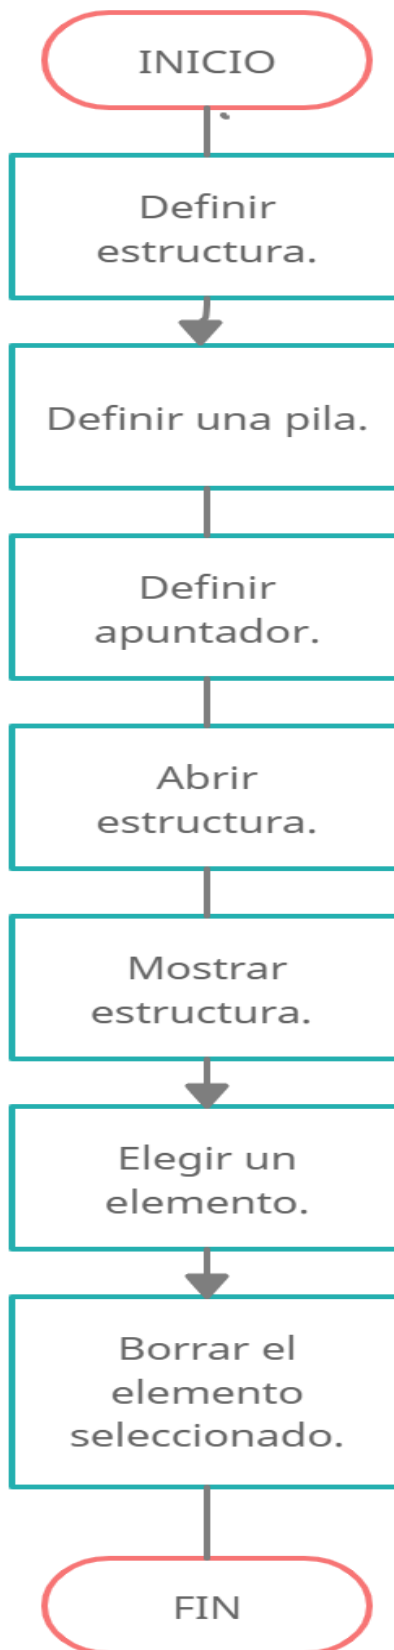 INICIO
Definir
estructura.
Definir una pila.
Definir
apuntador.
Abrir
estructura.
Mostrar
estructura.
Elegir un
elemento.
Borrar el
elemento
seleccionado.
FIN